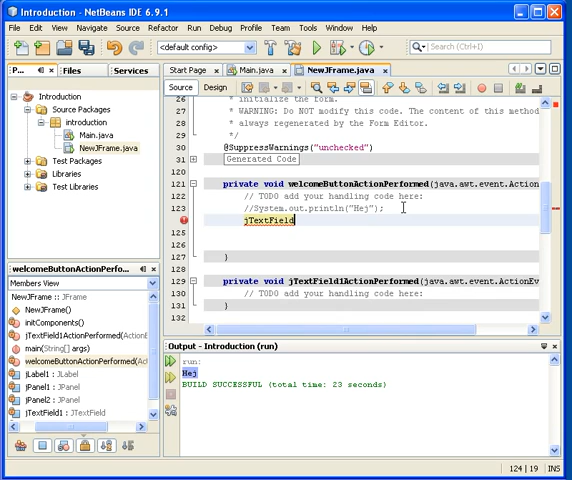 Introduction - NetBeans IDE 6.9.1
File Edit View Navigate Source Refactor Run Debug Profile Team Tools Window Help
<default config>
Search (Ctrl+I)
P... Files Services
Introduction
Source Packages
introduction
Main.java
NewJFrame.java
Test Packages
Libraries
Test Libraries
Start Page Main.java NewJFrame.java
Source Design
26 * initialize the form.
27 * WARNING: Do NOT modify this code. The content of this method
28 * always regenerated by the Form Editor.
29 */
30 @SuppressWarnings("unchecked")
31 Generated Code
121 private void welcomeButtonActionPerformed(java.awt.event.Action
122 // TODO add your handling code here:
123 //System.out.println("Hej");
jTextField
125
126
127 }
128
129 private void jTextField1ActionPerformed(java.awt.event.ActionEv
130 // TODO add your handling code here:
131 }
132
welcomeButtonActionPerfo...
Members View
NewJFrame :: JFrame
NewJFrame()
initComponents()
jTextField1ActionPerformed(ActionE
main(String[] args)
welcomeButtonActionPerformed(Act
jLabel1 : JLabel
jPanel1 : JPanel
jPanel2 : JPanel
jTextField1 : JTextField
Output - Introduction (run)
run:
Hej
BUILD SUCCESSFUL (total time: 23 seconds)
124 | 19 INS